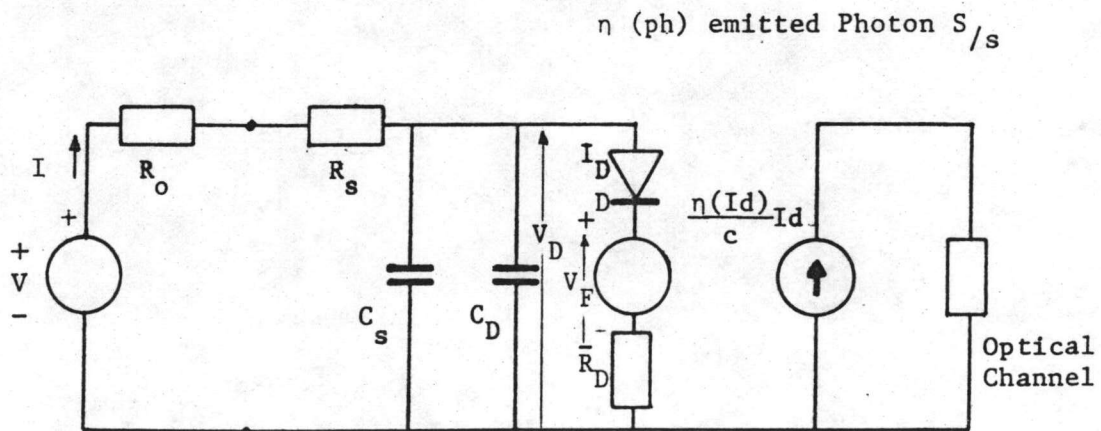 η (ph) emitted Photon S/s
I
R_o
R_s
+
+
V
-
C_s
C_D
V_D
I_D
D
+
V_F
-
R_D
η(Id)/c Id
Optical
Channel